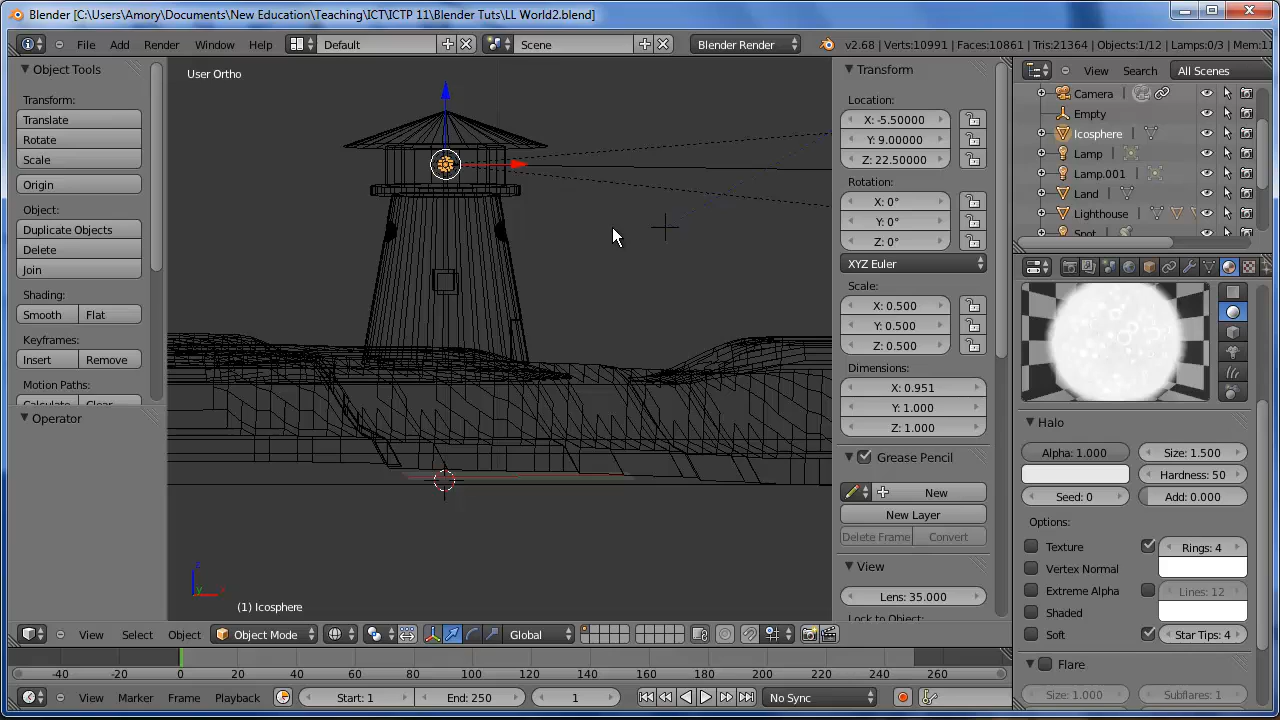 Blender [C:\Users\Amory\Documents\New Education\Teaching\ICT\ICTP 11\Blender Tuts\LL World2.blend]
File Add Render Window Help Default Scene Blender Render v2.68 | Verts:10991 | Faces:10861 | Tris:21364 | Objects:1/12 | Lamps:0/3 |
Object Tools
Transform:
Translate
Rotate
Scale
Origin
Object:
Duplicate Objects
Delete
Join
Shading:
Smooth Flat
Keyframes:
Insert Remove
Motion Paths:
Operator
User Ortho
(1) Icosphere
Transform
Location:
X: -5.50000
Y: 9.00000
Z: 22.50000
Rotation:
X: 0°
Y: 0°
Z: 0°
XYZ Euler
Scale:
X: 0.500
Y: 0.500
Z: 0.500
Dimensions:
X: 0.951
Y: 1.000
Z: 1.000
Grease Pencil
New
New Layer
Delete Frame Convert
View
Lens: 35.000
View Search All Scenes
Camera
Empty
Icosphere
Lamp
Lamp.001
Land
Lighthouse
Spot
Halo
Alpha: 1.000 Size: 1.500
Hardness: 50
Seed: 0 Add: 0.000
Options:
Texture Rings: 4
Vertex Normal
Extreme Alpha Lines: 12
Shaded
Soft Star Tips: 4
Flare
Size: 1.000 Subflares: 1
View Select Object Object Mode Global
-40 -20 0 20 40 60 80 100 120 140 160 180 200 220 240 260
View Marker Frame Playback Start: 1 End: 250 1 No Sync
z
y x